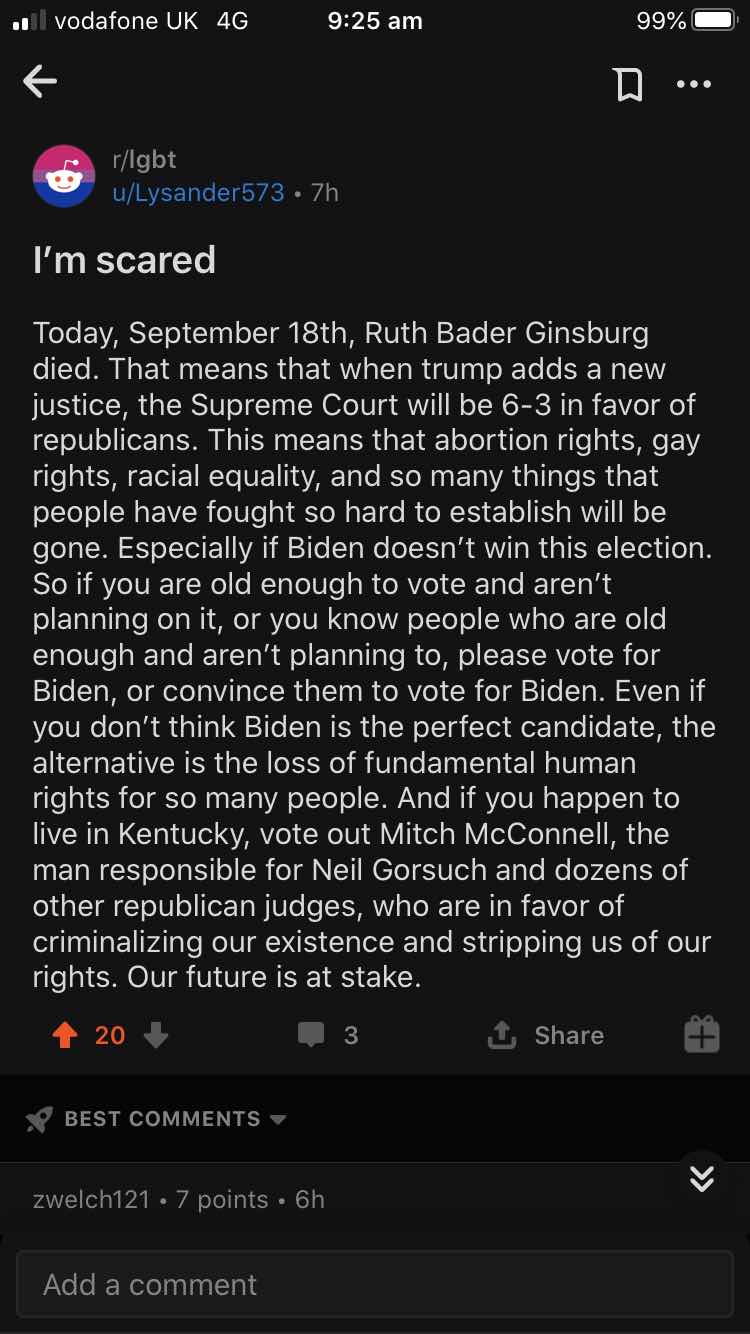 vodafone UK 4G 9:25 am 99%
r/lgbt
u/Lysander573 • 7h
I’m scared
Today, September 18th, Ruth Bader Ginsburg
died. That means that when trump adds a new
justice, the Supreme Court will be 6-3 in favor of
republicans. This means that abortion rights, gay
rights, racial equality, and so many things that
people have fought so hard to establish will be
gone. Especially if Biden doesn’t win this election.
So if you are old enough to vote and aren’t
planning on it, or you know people who are old
enough and aren’t planning to, please vote for
Biden, or convince them to vote for Biden. Even if
you don’t think Biden is the perfect candidate, the
alternative is the loss of fundamental human
rights for so many people. And if you happen to
live in Kentucky, vote out Mitch McConnell, the
man responsible for Neil Gorsuch and dozens of
other republican judges, who are in favor of
criminalizing our existence and stripping us of our
rights. Our future is at stake.
20 3 Share
BEST COMMENTS
zwelch121 • 7 points • 6h
Add a comment